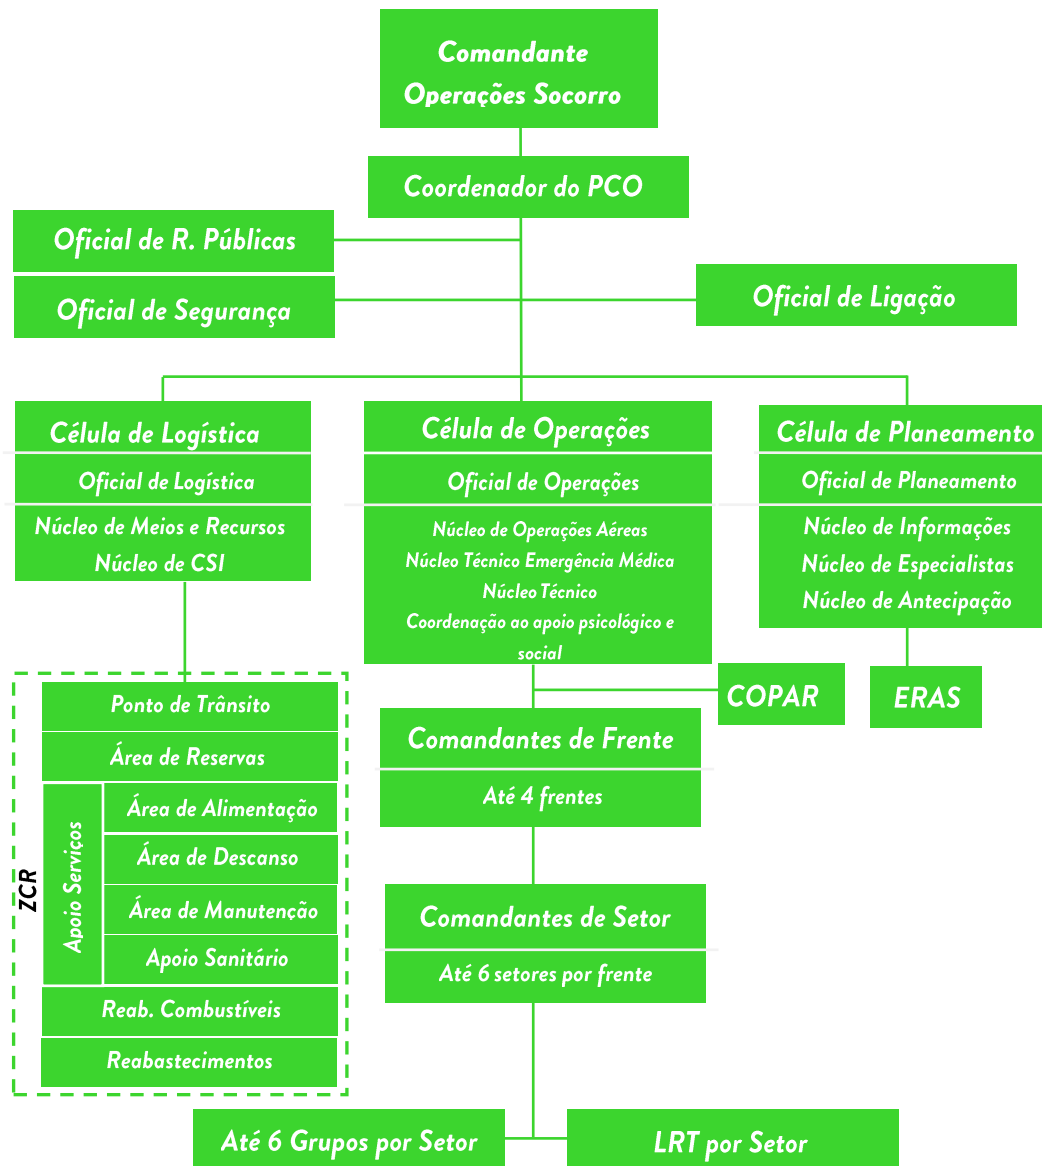 Comandante
Operações Socorro
Coordenador do PCO
Oficial de R. Públicas
Oficial de Segurança
Oficial de Ligação
Célula de Logística
Oficial de Logística
Núcleo de Meios e Recursos
Núcleo de CSI
Célula de Operações
Oficial de Operações
Núcleo de Operações Aéreas
Núcleo Técnico Emergência Médica
Núcleo Técnico
Coordenação ao apoio psicológico e
social
Célula de Planeamento
Oficial de Planeamento
Núcleo de Informações
Núcleo de Especialistas
Núcleo de Antecipação
COPAR
ERAS
ZCR
Ponto de Trânsito
Área de Reservas
Apoio Serviços
Área de Alimentação
Área de Descanso
Área de Manutenção
Apoio Sanitário
Reab. Combustíveis
Reabastecimentos
Comandantes de Frente
Até 4 frentes
Comandantes de Setor
Até 6 setores por frente
Até 6 Grupos por Setor
LRT por Setor